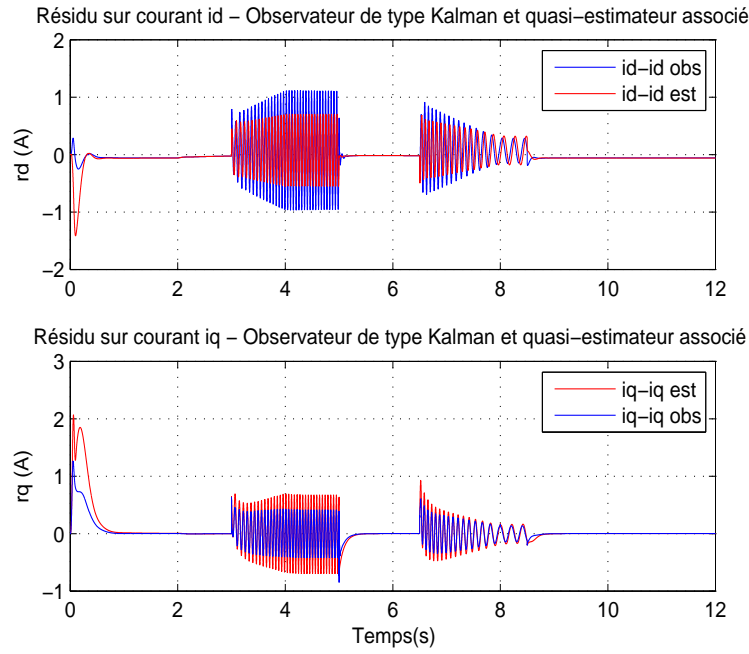 Résidu sur courant id − Observateur de type Kalman et quasi−estimateur associé
2
1
0
−1
−2
rd (A)
id−id obs
id−id est
0 2 4 6 8 10 12
Résidu sur courant iq − Observateur de type Kalman et quasi−estimateur associé
3
2
1
0
−1
rq (A)
iq−iq est
iq−iq obs
0 2 4 6 8 10 12
Temps(s)